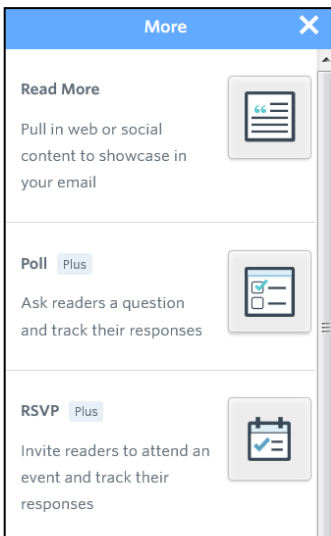 More
Read More
Pull in web or social
content to showcase in
your email
Poll Plus
Ask readers a question
and track their responses
RSVP Plus
Invite readers to attend an
event and track their
responses